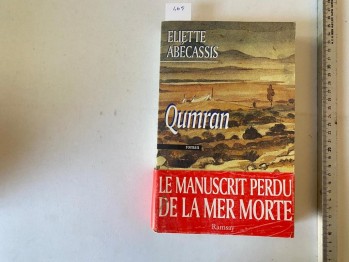 ELIETTE
ABECASSIS
Qumran
roman
LE MANUSCRIT PERDU
DE LA MER MORTE
Ramsay